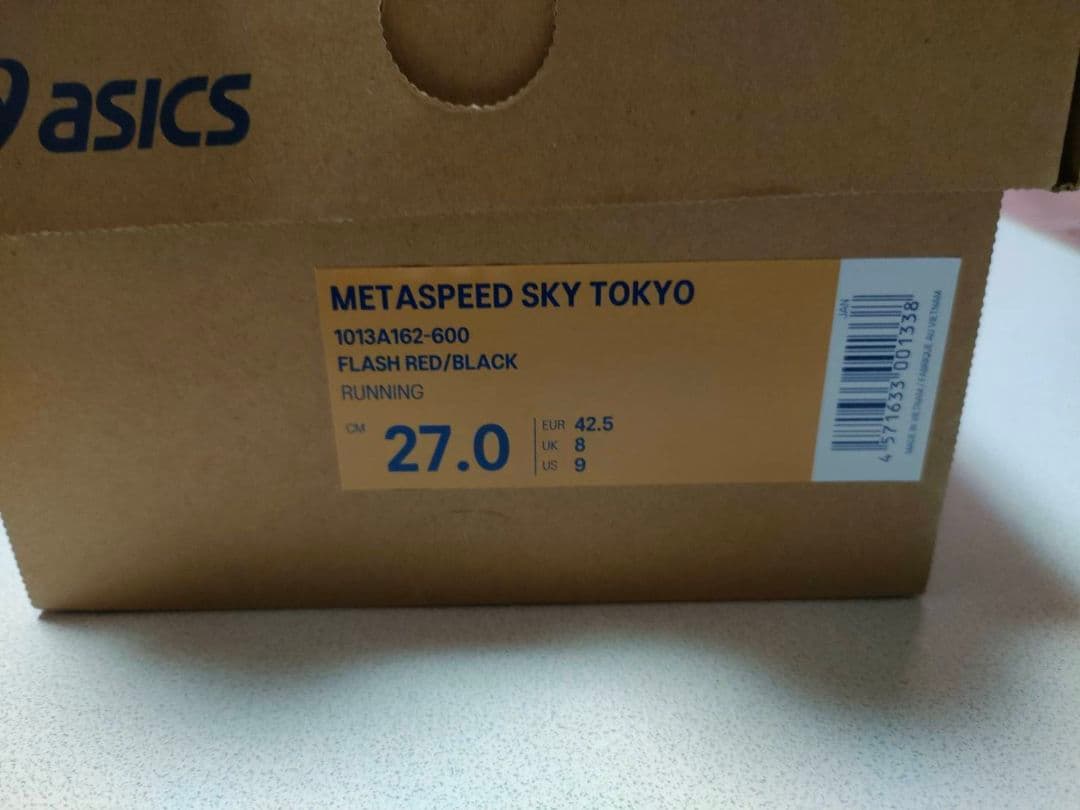 asics
METASPEED SKY TOKYO
1013A162-600
FLASH RED/BLACK
RUNNING
CM 27.0
EUR 42.5
UK 8
US 9
JAN
4 571633 001338
MADE IN VIETNAM / FABRIQUÉ AU VIETNAM